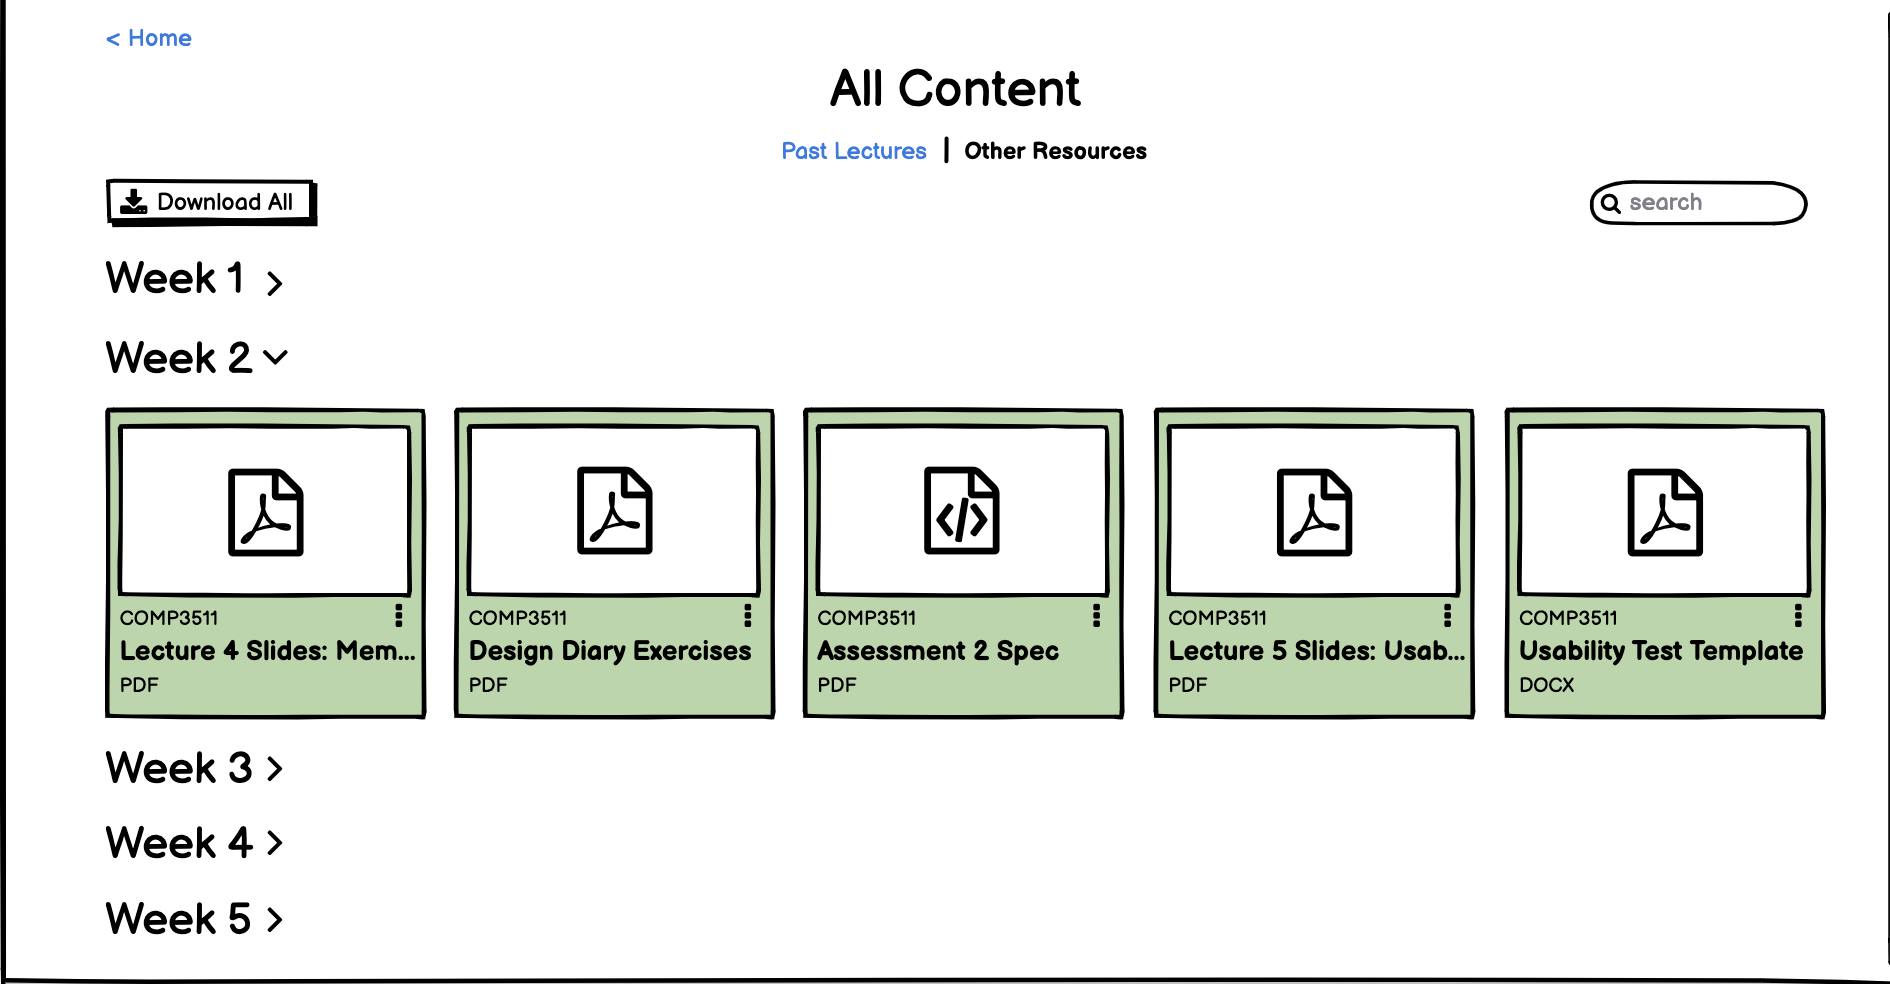 < Home
All Content
Past Lectures | Other Resources
Download All
search
Week 1 >
Week 2
COMP3511
Lecture 4 Slides: Mem...
PDF
COMP3511
Design Diary Exercises
PDF
COMP3511
Assessment 2 Spec
PDF
COMP3511
Lecture 5 Slides: Usab...
PDF
COMP3511
Usability Test Template
DOCX
Week 3 >
Week 4 >
Week 5 >